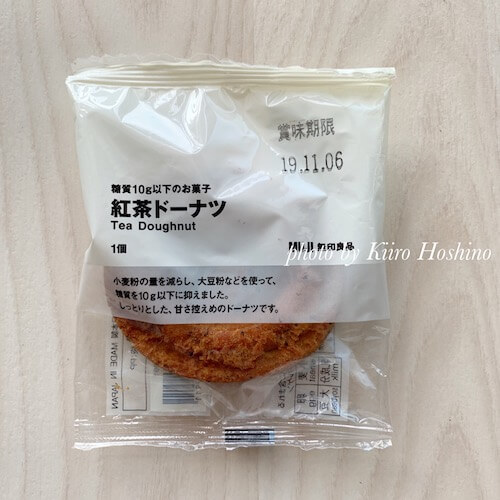 賞味期限
19.11.06
糖質10g以下のお菓子
紅茶ドーナツ
Tea Doughnut
1個
MUJI 無印良品
photo by Kiiro Hoshino
小麦粉の量を減らし、大豆粉などを使って、
糖質を10g以下に抑えました。
しっとりとした、甘さ控えめのドーナツです。
MADE IN JAPAN